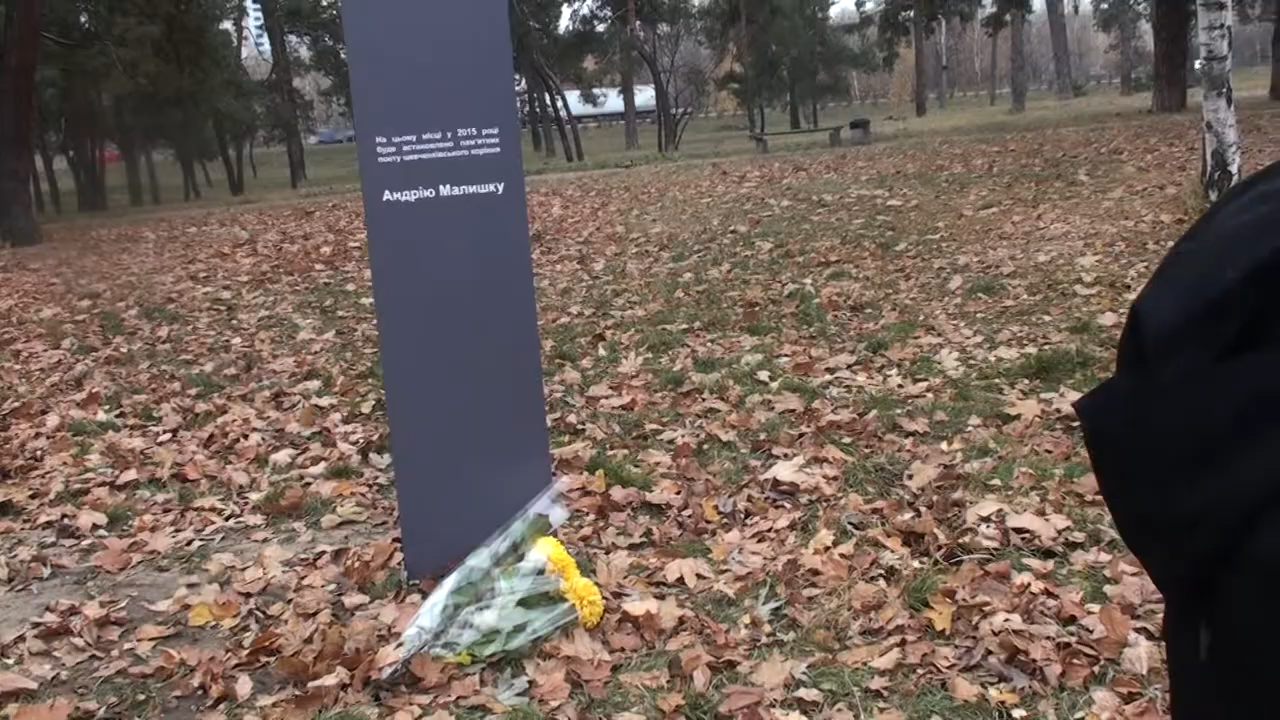 На цьому місці у 2015 році
буде встановлено пам'ятник
поету шевченківського коріння
Андрію Малишку